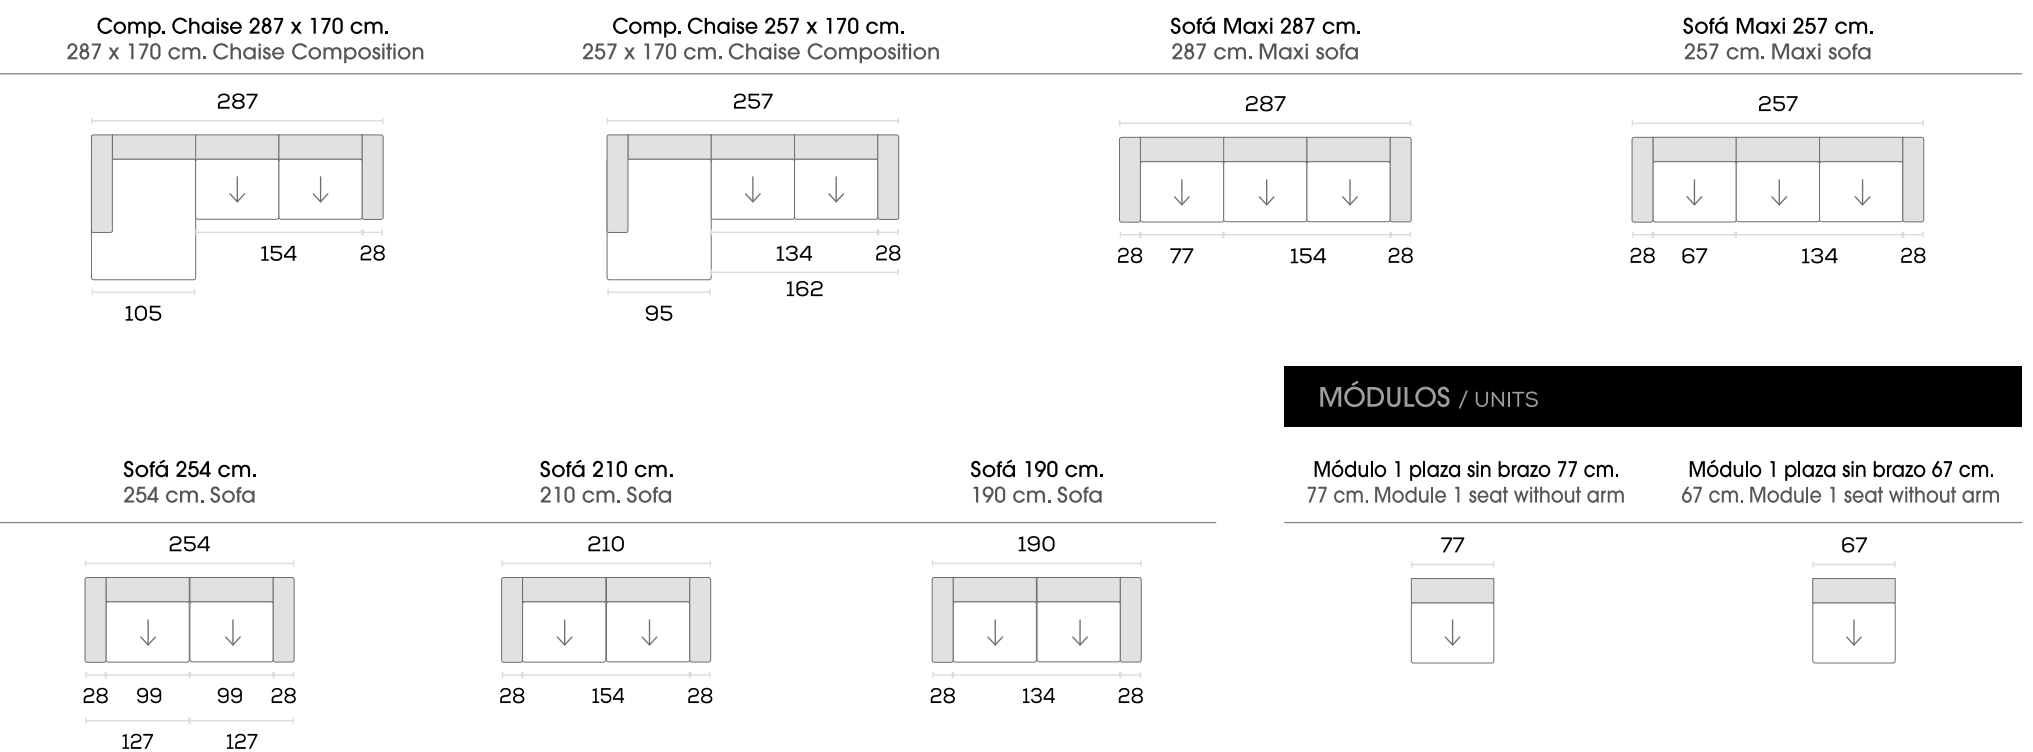 Comp. Chaise 287 x 170 cm.
287 x 170 cm. Chaise Composition
287
154 28
105
Comp. Chaise 257 x 170 cm.
257 x 170 cm. Chaise Composition
257
134 28
162
95
Sofá Maxi 287 cm.
287 cm. Maxi sofa
287
28 77 154 28
Sofá Maxi 257 cm.
257 cm. Maxi sofa
257
28 67 134 28
Sofá 254 cm.
254 cm. Sofa
254
28 99 99 28
127 127
Sofá 210 cm.
210 cm. Sofa
210
28 154 28
Sofá 190 cm.
190 cm. Sofa
190
28 134 28
MÓDULOS / UNITS
Módulo 1 plaza sin brazo 77 cm.
77 cm. Module 1 seat without arm
77
Módulo 1 plaza sin brazo 67 cm.
67 cm. Module 1 seat without arm
67